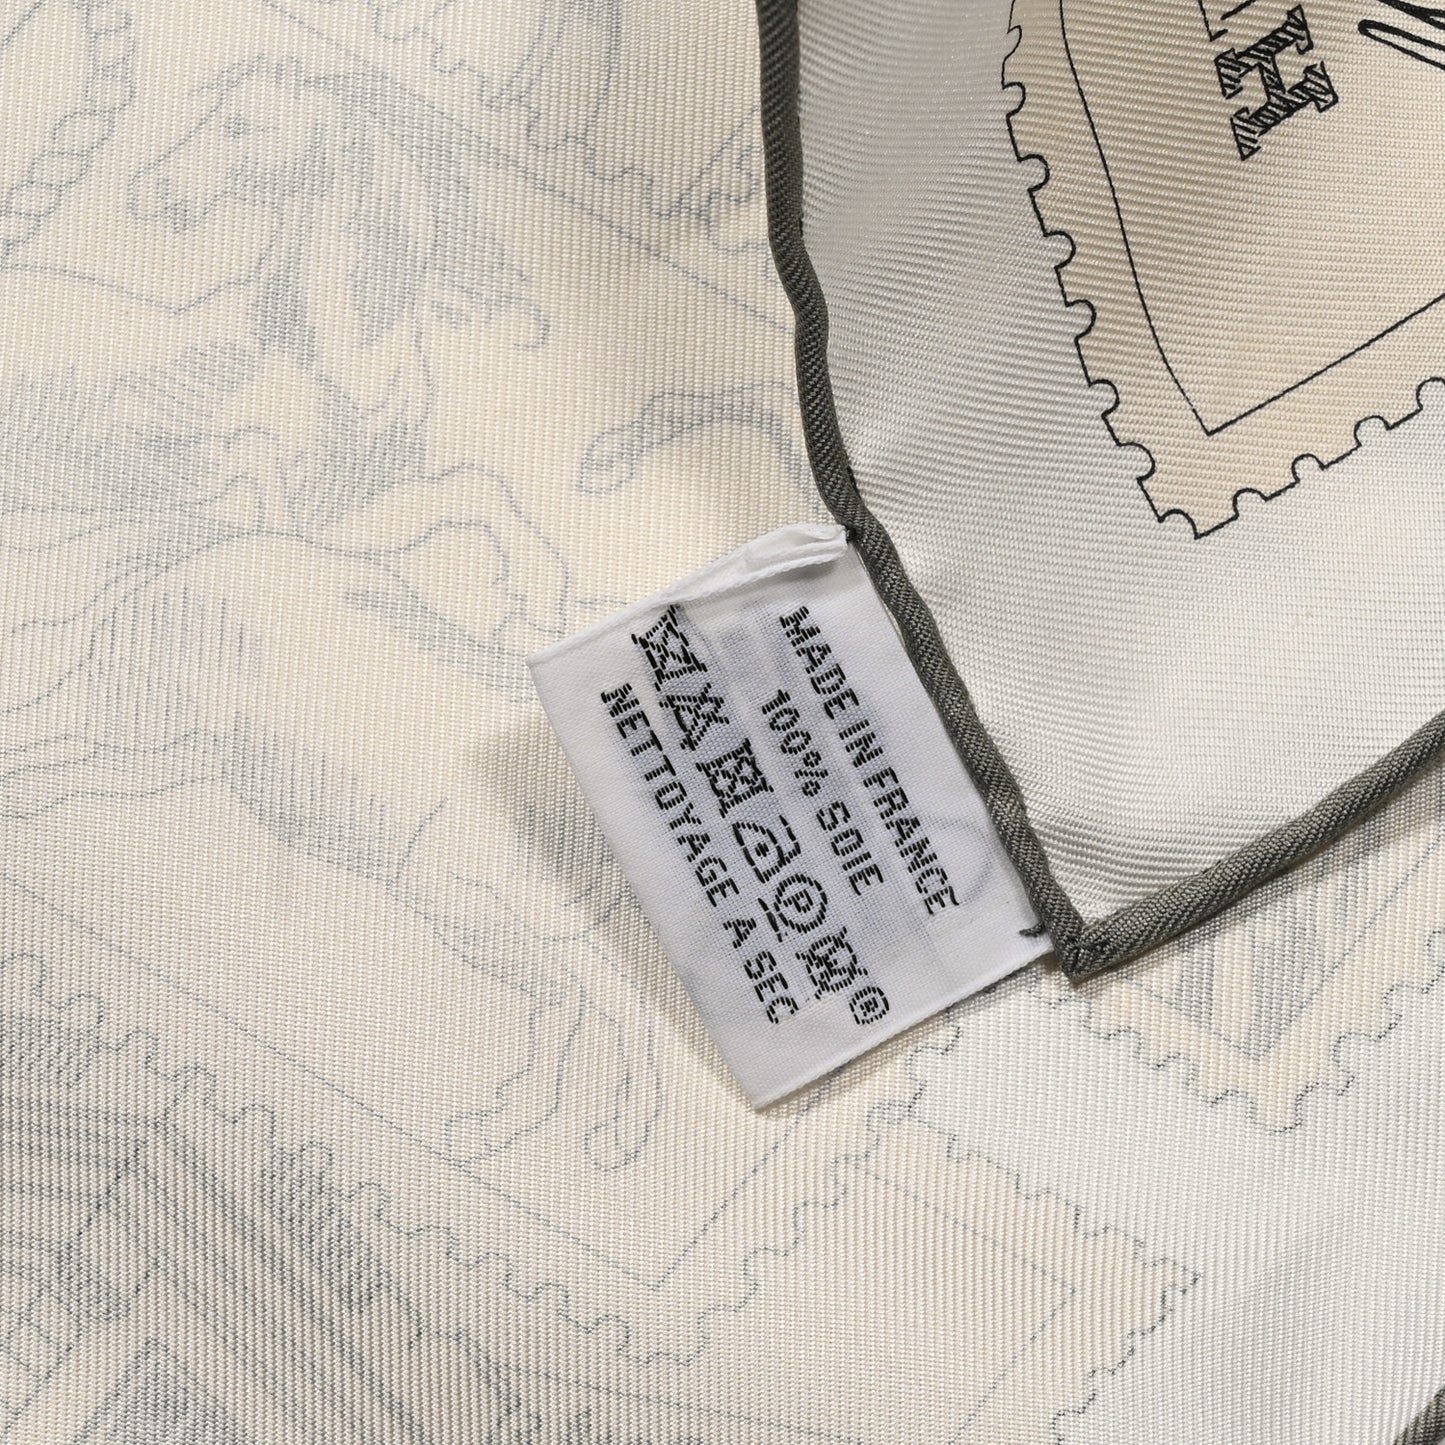 MADE IN FRANCE
100% SOIE
NETTOYAGE A SEC
H